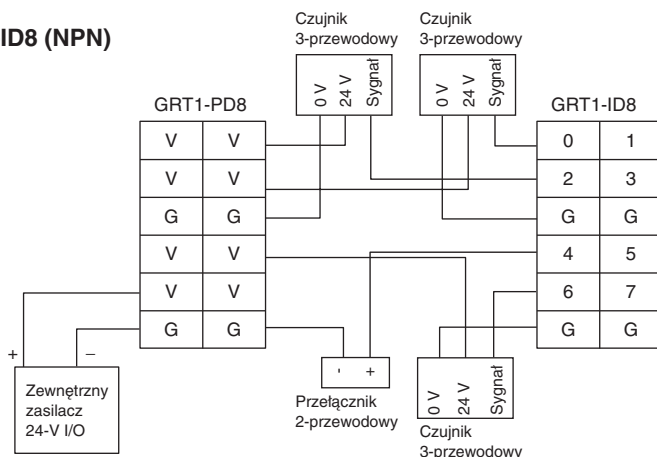 ID8 (NPN)
Czujnik
3-przewodowy
0 V
24 V
Sygnał
Czujnik
3-przewodowy
0 V
24 V
Sygnał
GRT1-PD8
V V
V V
G G
V V
V V
G G
GRT1-ID8
0 1
2 3
G G
4 5
6 7
G G
+ –
Zewnętrzny
zasilacz
24-V I/O
- +
Przełącznik
2-przewodowy
0 V
24 V
Sygnał
Czujnik
3-przewodowy